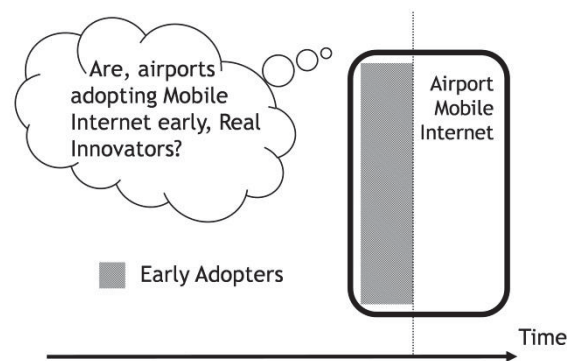 Are, airports
adopting Mobile
Internet early, Real
Innovators?
Airport
Mobile
Internet
Early Adopters
Time